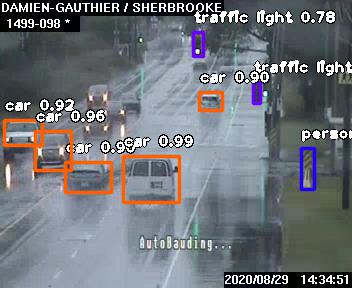 DAMIEN-GAUTHIER / SHERBROOKE
1499-098 *
traffic light 0.78
traffic light
car 0.90
car 0.92
car 0.96
car 0.99
person
AutoBauding...
2020/08/29 14:34:51